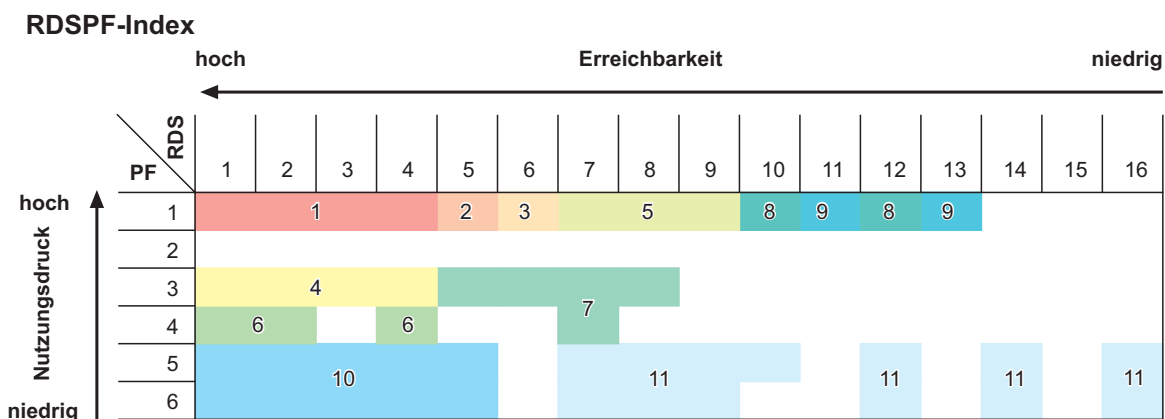 RDSPF-Index
hoch Erreichbarkeit niedrig
PF RDS 1 2 3 4 5 6 7 8 9 10 11 12 13 14 15 16
hoch
Nutzungsdruck
niedrig
1 1 2 3 5 8 9 8 9
2
3 4
7
4 6 6
5
10 11 11 11 11
6